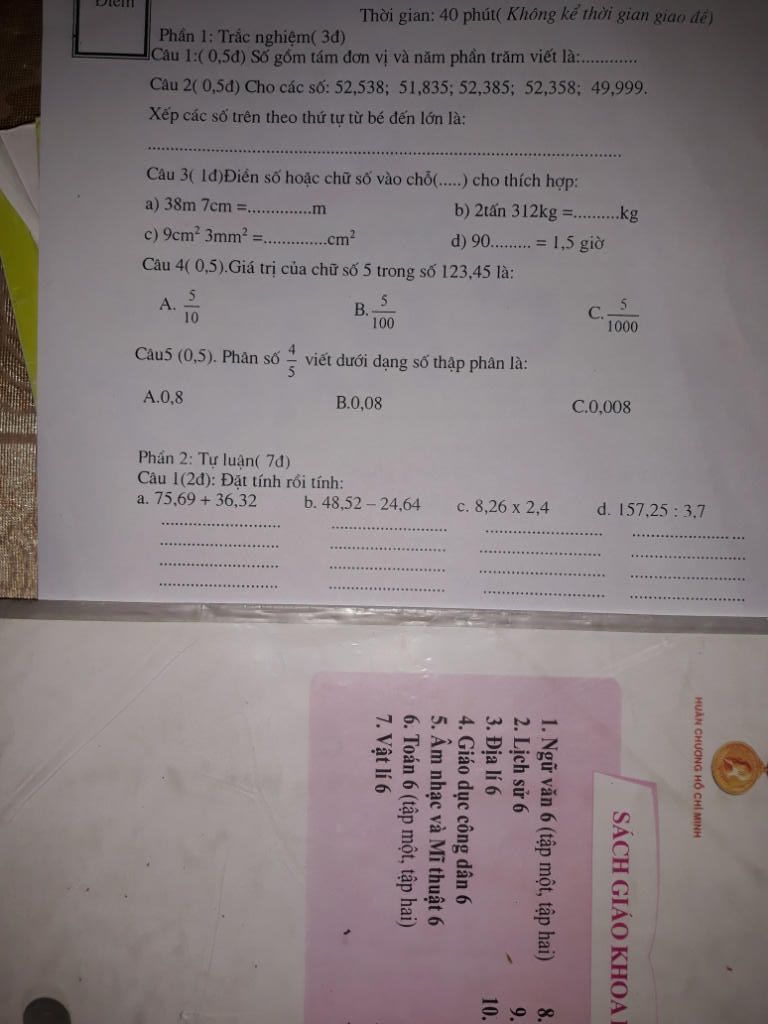 Điểm
Thời gian: 40 phút( Không kể thời gian giao đề)
Phần 1: Trắc nghiệm( 3đ)
Câu 1:( 0,5đ) Số gồm tám đơn vị và năm phần trăm viết là:............
Câu 2( 0,5đ) Cho các số: 52,538; 51,835; 52,385; 52,358; 49,999.
Xếp các số trên theo thứ tự từ bé đến lớn là:
Câu 3( 1đ)Điền số hoặc chữ số vào chỗ(.....) cho thích hợp:
a) 38m 7cm =..............m b) 2tấn 312kg =..........kg
c) 9cm² 3mm² =.............cm² d) 90......... = 1,5 giờ
Câu 4( 0,5).Giá trị của chữ số 5 trong số 123,45 là:
A. 5/10 B. 5/100 C. 5/1000
Câu5 (0,5). Phân số 4/5 viết dưới dạng số thập phân là:
A.0,8 B.0,08 C.0,008
Phần 2: Tự luận( 7đ)
Câu 1(2đ): Đặt tính rồi tính:
a. 75,69 + 36,32 b. 48,52 – 24,64 c. 8,26 x 2,4 d. 157,25 : 3,7
HUÂN CHƯƠNG HỒ CHÍ MINH
SÁCH GIÁO KHOA
1. Ngữ văn 6 (tập một, tập hai)
2. Lịch sử 6
3. Địa lí 6
4. Giáo dục công dân 6
5. Âm nhạc và Mĩ thuật 6
6. Toán 6 (tập một, tập hai)
7. Vật lí 6
8.
9.
10.